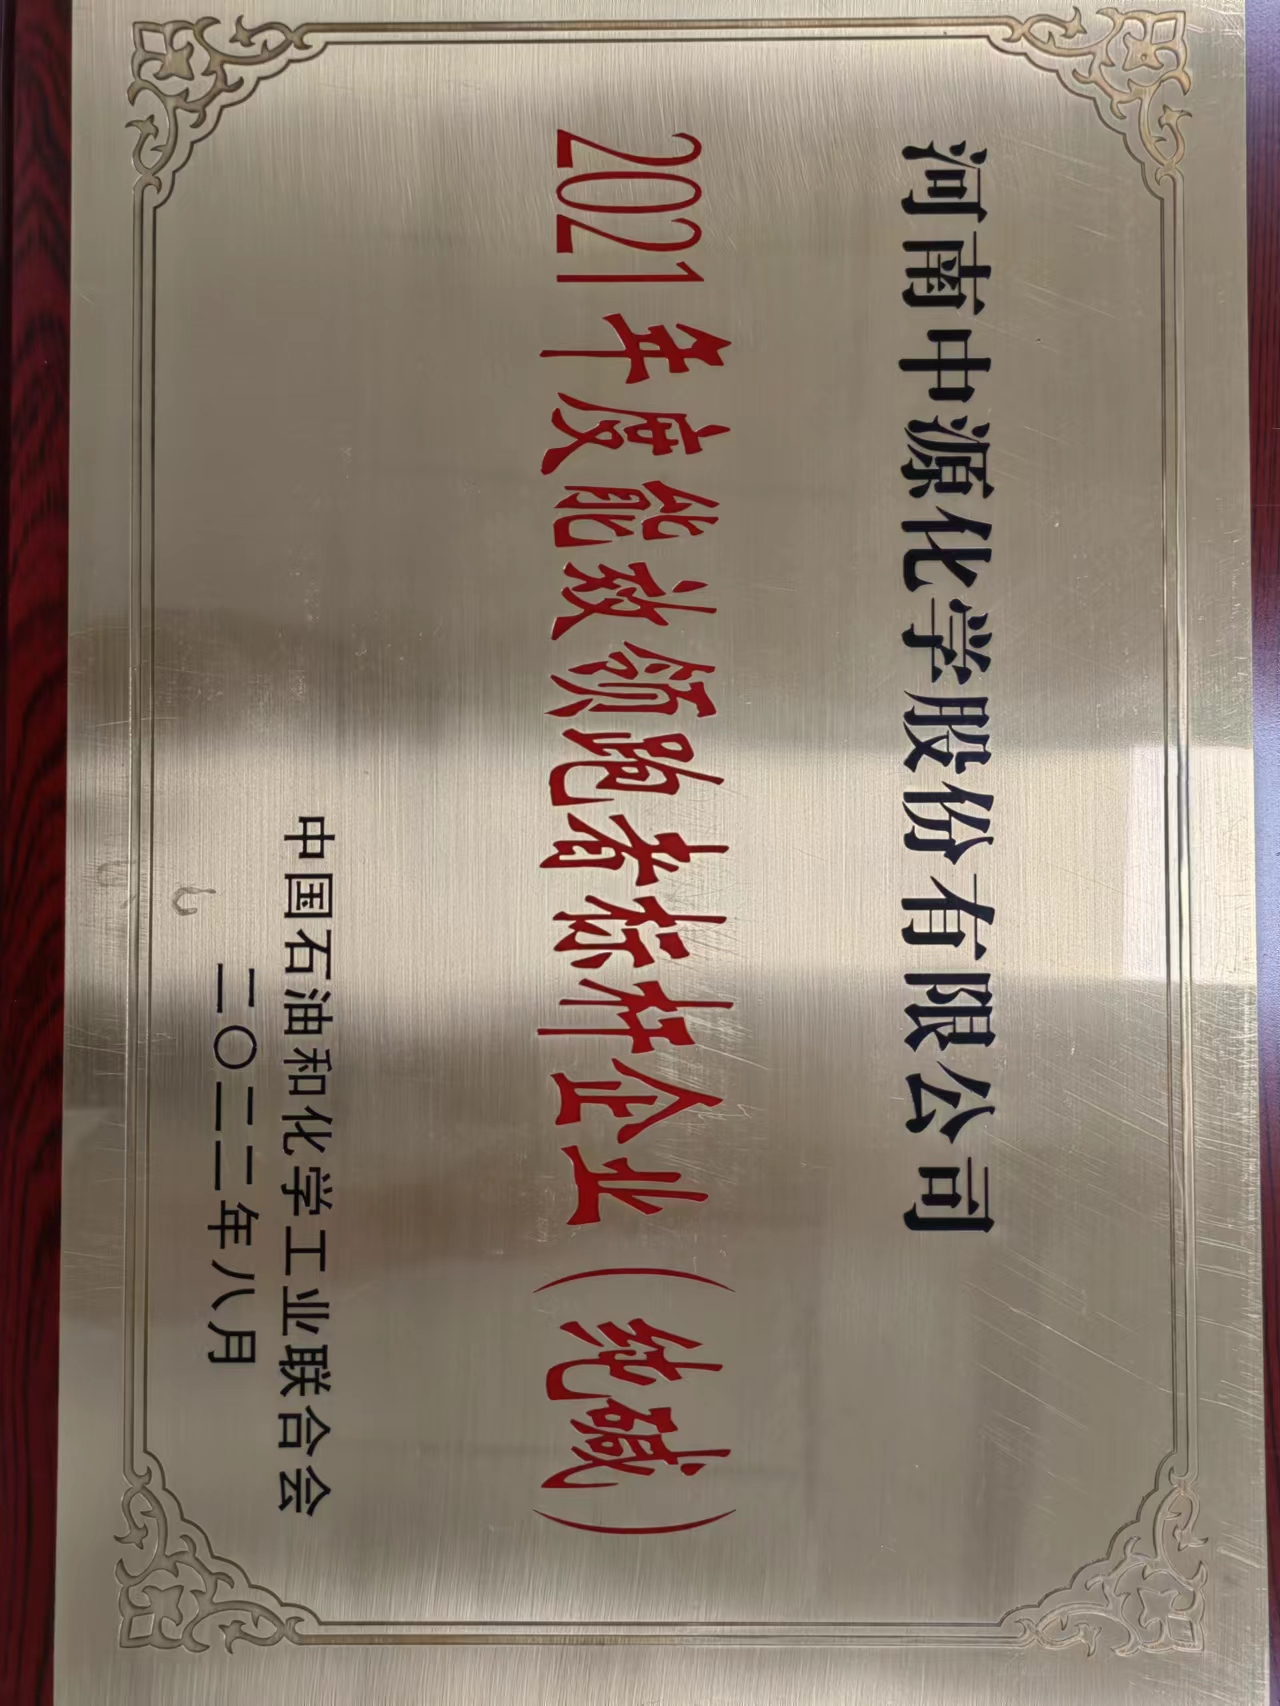 河南中源化学股份有限公司
2021年度能效领跑者标杆企业(纯碱)
中国石油和化学工业联合会
二〇二二年八月